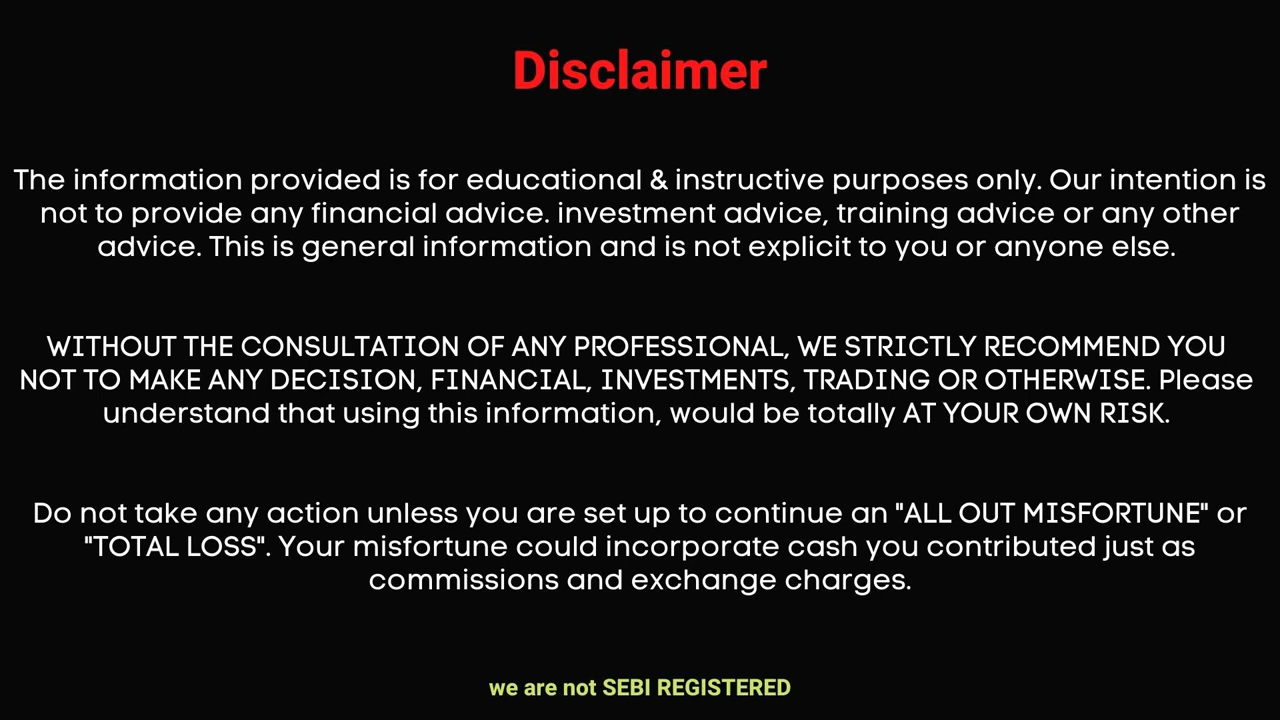 Disclaimer
The information provided is for educational & instructive purposes only. Our intention is
not to provide any financial advice. investment advice, training advice or any other
advice. This is general information and is not explicit to you or anyone else.
WITHOUT THE CONSULTATION OF ANY PROFESSIONAL, WE STRICTLY RECOMMEND YOU
NOT TO MAKE ANY DECISION, FINANCIAL, INVESTMENTS, TRADING OR OTHERWISE. Please
understand that using this information, would be totally AT YOUR OWN RISK.
Do not take any action unless you are set up to continue an "ALL OUT MISFORTUNE" or
"TOTAL LOSS". Your misfortune could incorporate cash you contributed just as
commissions and exchange charges.
we are not SEBI REGISTERED